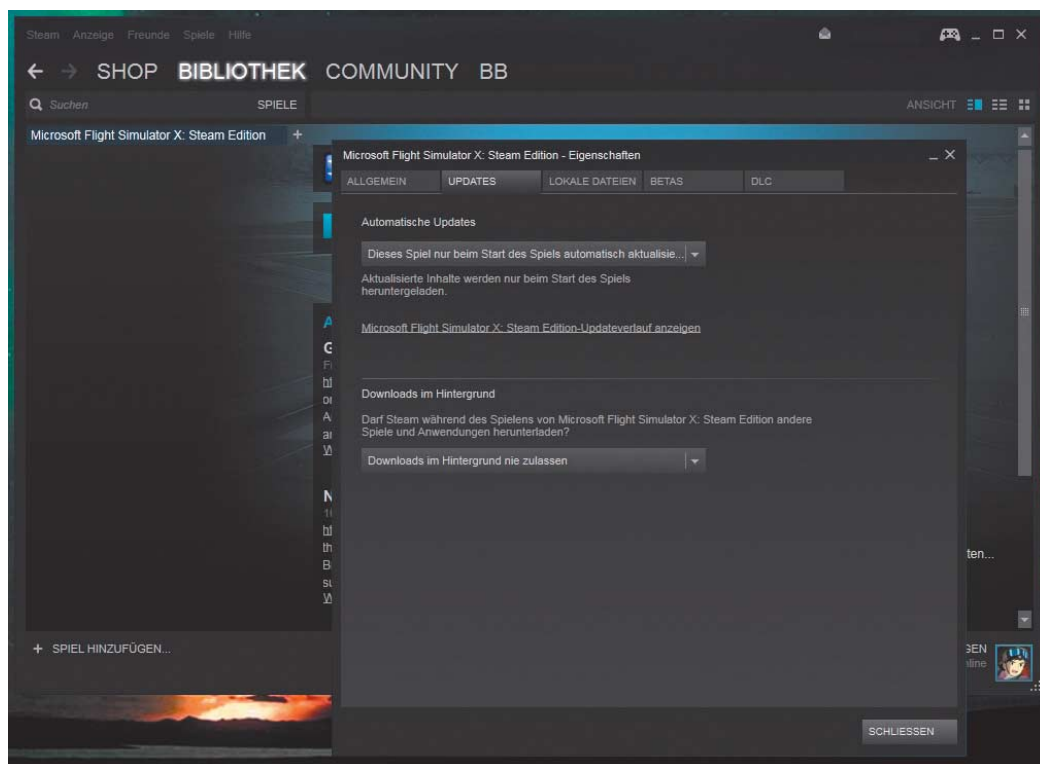 Steam Anzeige Freunde Spiele Hilfe
SHOP BIBLIOTHEK COMMUNITY BB
Suchen SPIELE ANSICHT
Microsoft Flight Simulator X: Steam Edition +
Microsoft Flight Simulator X: Steam Edition - Eigenschaften
ALLGEMEIN UPDATES LOKALE DATEIEN BETAS DLC
Automatische Updates
Dieses Spiel nur beim Start des Spiels automatisch aktualisie...
Aktualisierte Inhalte werden nur beim Start des Spiels
heruntergeladen.
Microsoft Flight Simulator X: Steam Edition-Updateverlauf anzeigen
Downloads im Hintergrund
Darf Steam während des Spielens von Microsoft Flight Simulator X: Steam Edition andere
Spiele und Anwendungen herunterladen?
Downloads im Hintergrund nie zulassen
ten...
+ SPIEL HINZUFÜGEN...
SCHLIESSEN